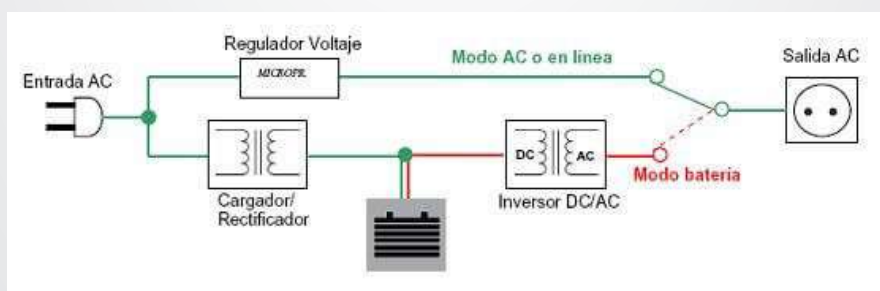 Regulador Voltaje
Modo AC o en linea
Salida AC
Entrada AC
MICROPR.
DC
AC
Modo bateria
Cargador/
Rectificador
Inversor DC/AC